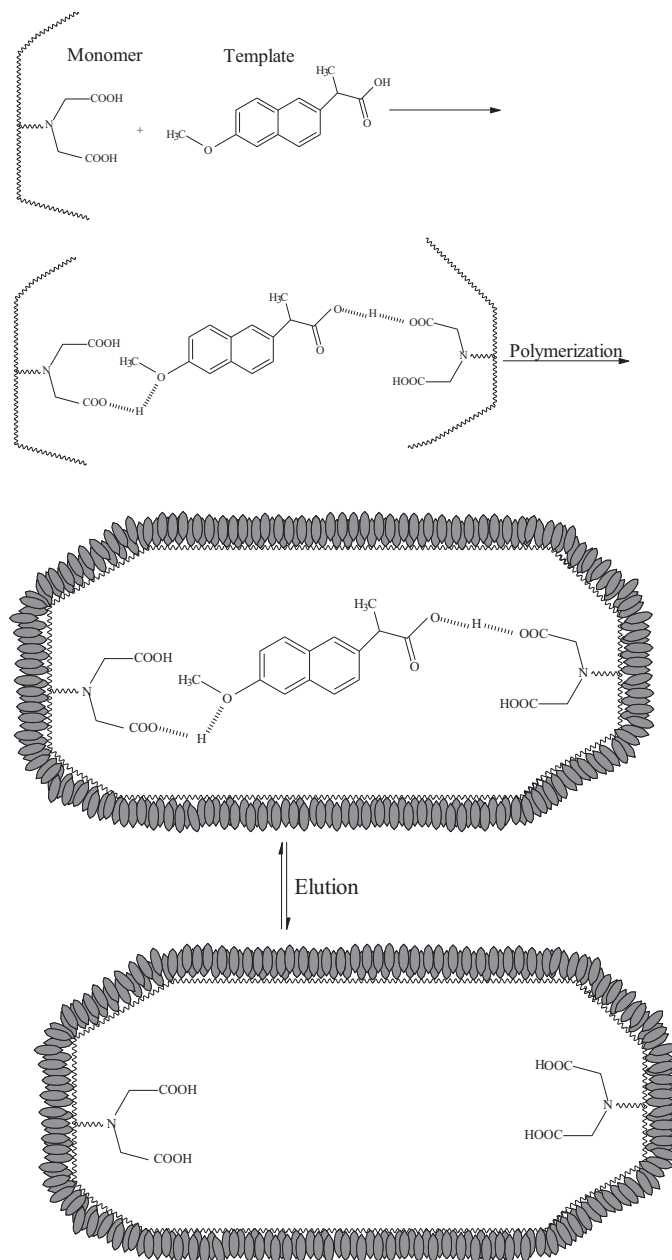 Monomer Template
H₃C OH
COOH
N + O
COOH H₃C O
H₃C O H OOC
COOH O N
N H₃C O HOOC Polymerization
COO H
H₃C O H OOC
COOH O N
N H₃C O HOOC
COO H
Elution
HOOC
COOH N
N HOOC
COOH